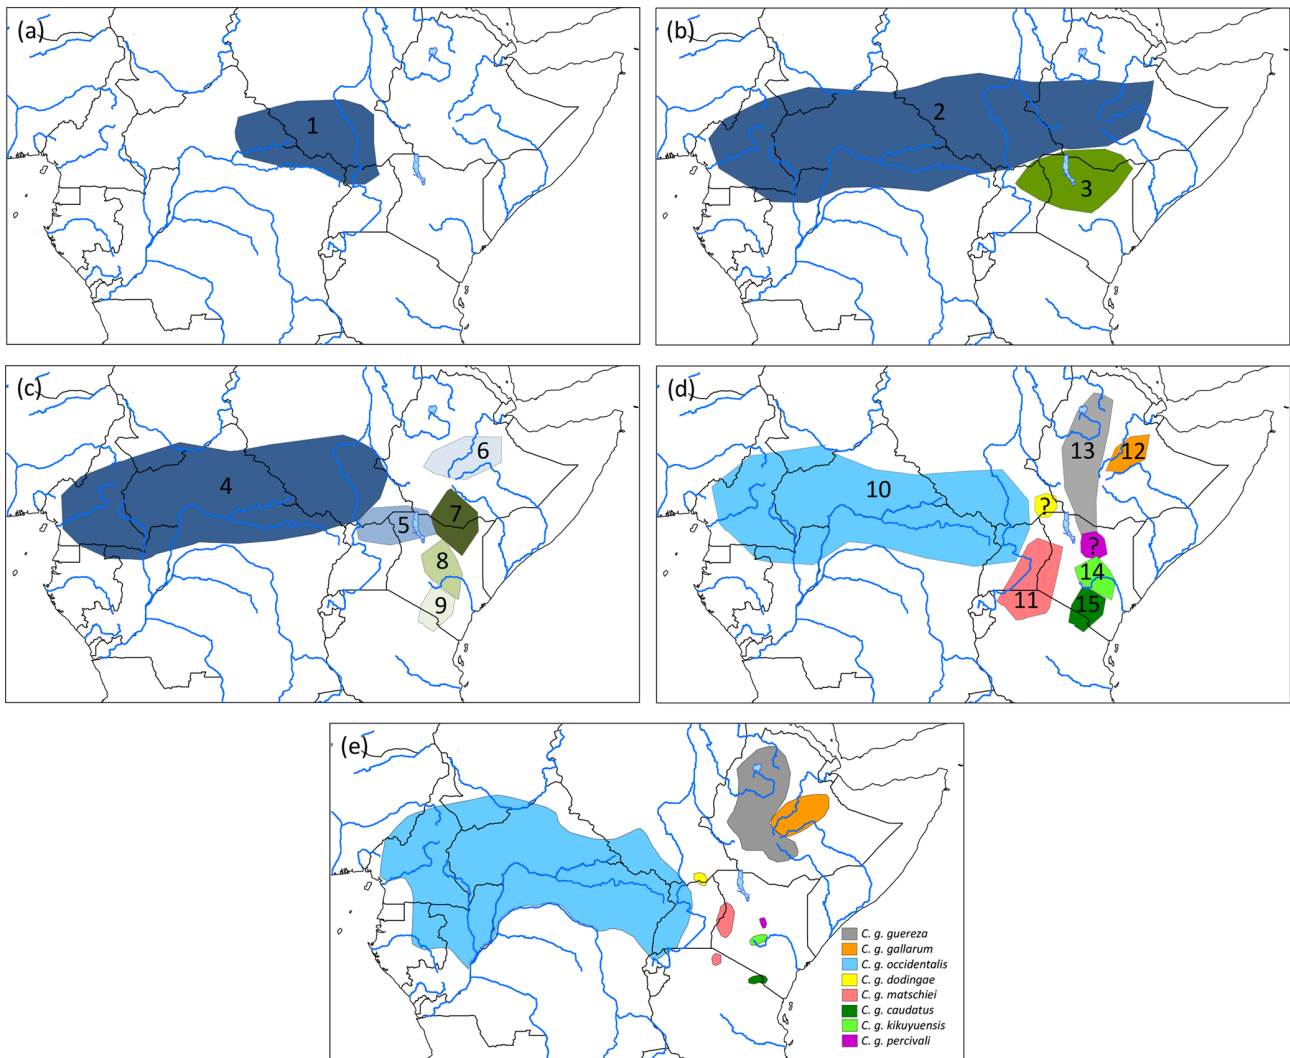 (a)
1
(b)
2
3
(c)
4
5
6
7
8
9
(d)
10
11
12
13
?
?
14
15
(e)
C. g. guereza
C. g. gallarum
C. g. occidentalis
C. g. dodingae
C. g. matschiei
C. g. caudatus
C. g. kikuyuensis
C. g. percivali